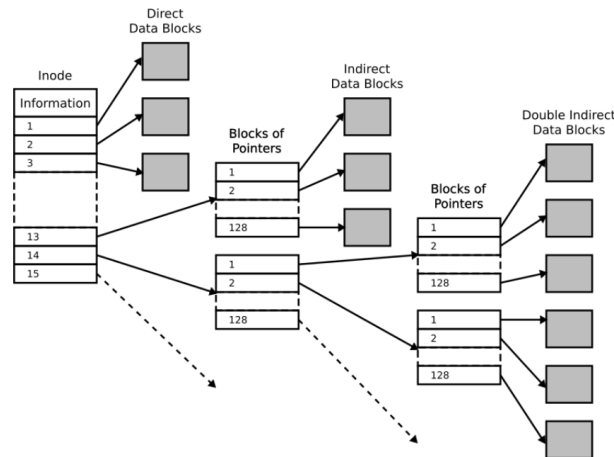 Direct
Data Blocks
Inode
Information
1
2
3
13
14
15
Indirect
Data Blocks
Blocks of
Pointers
1
2
128
1
2
128
Double Indirect
Data Blocks
Blocks of
Pointers
1
2
128
1
2
128